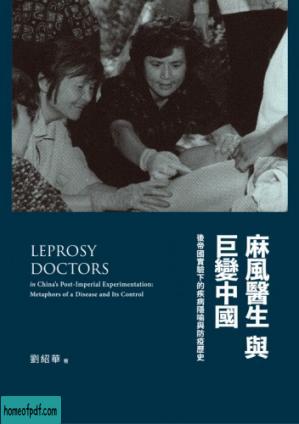 LEPROSY
DOCTORS
in China's Post-Imperial Experimentation:
Metaphors of a Disease and Its Control
麻風醫生與
巨變中國
後帝國實驗下的疾病隱喻與防疫歷史
劉紹華 著
homeofpdf.com